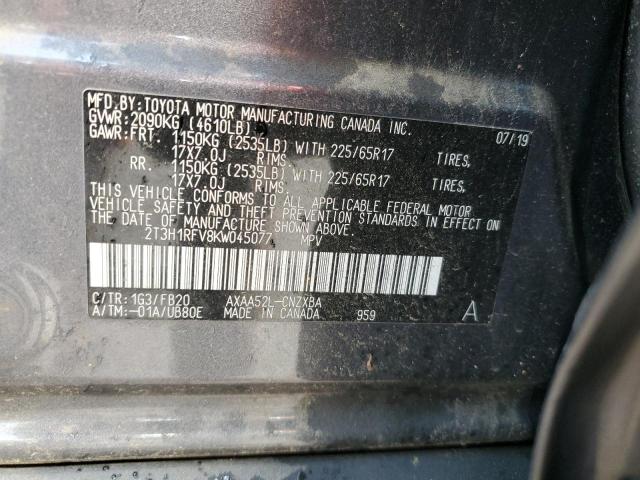 MFD.BY:TOYOTA MOTOR MANUFACTURING CANADA INC.
GVWR:2090KG (4610LB) 07/19
GAWR:FRT. 1150KG (2535LB) WITH 225/65R17 TIRES,
17X7.0J RIMS.
RR. 1150KG (2535LB) WITH 225/65R17 TIRES,
17X7.0J RIMS.
THIS VEHICLE CONFORMS TO ALL APPLICABLE FEDERAL MOTOR
VEHICLE SAFETY AND THEFT PREVENTION STANDARDS IN EFFECT ON
THE DATE OF MANUFACTURE SHOWN ABOVE.
2T3H1RFV8KW045077 MPV
C/TR:1G3/FB20 AXAA52L-CNZXBA
A/TM:-01A/UB80E MADE IN CANADA 959 A